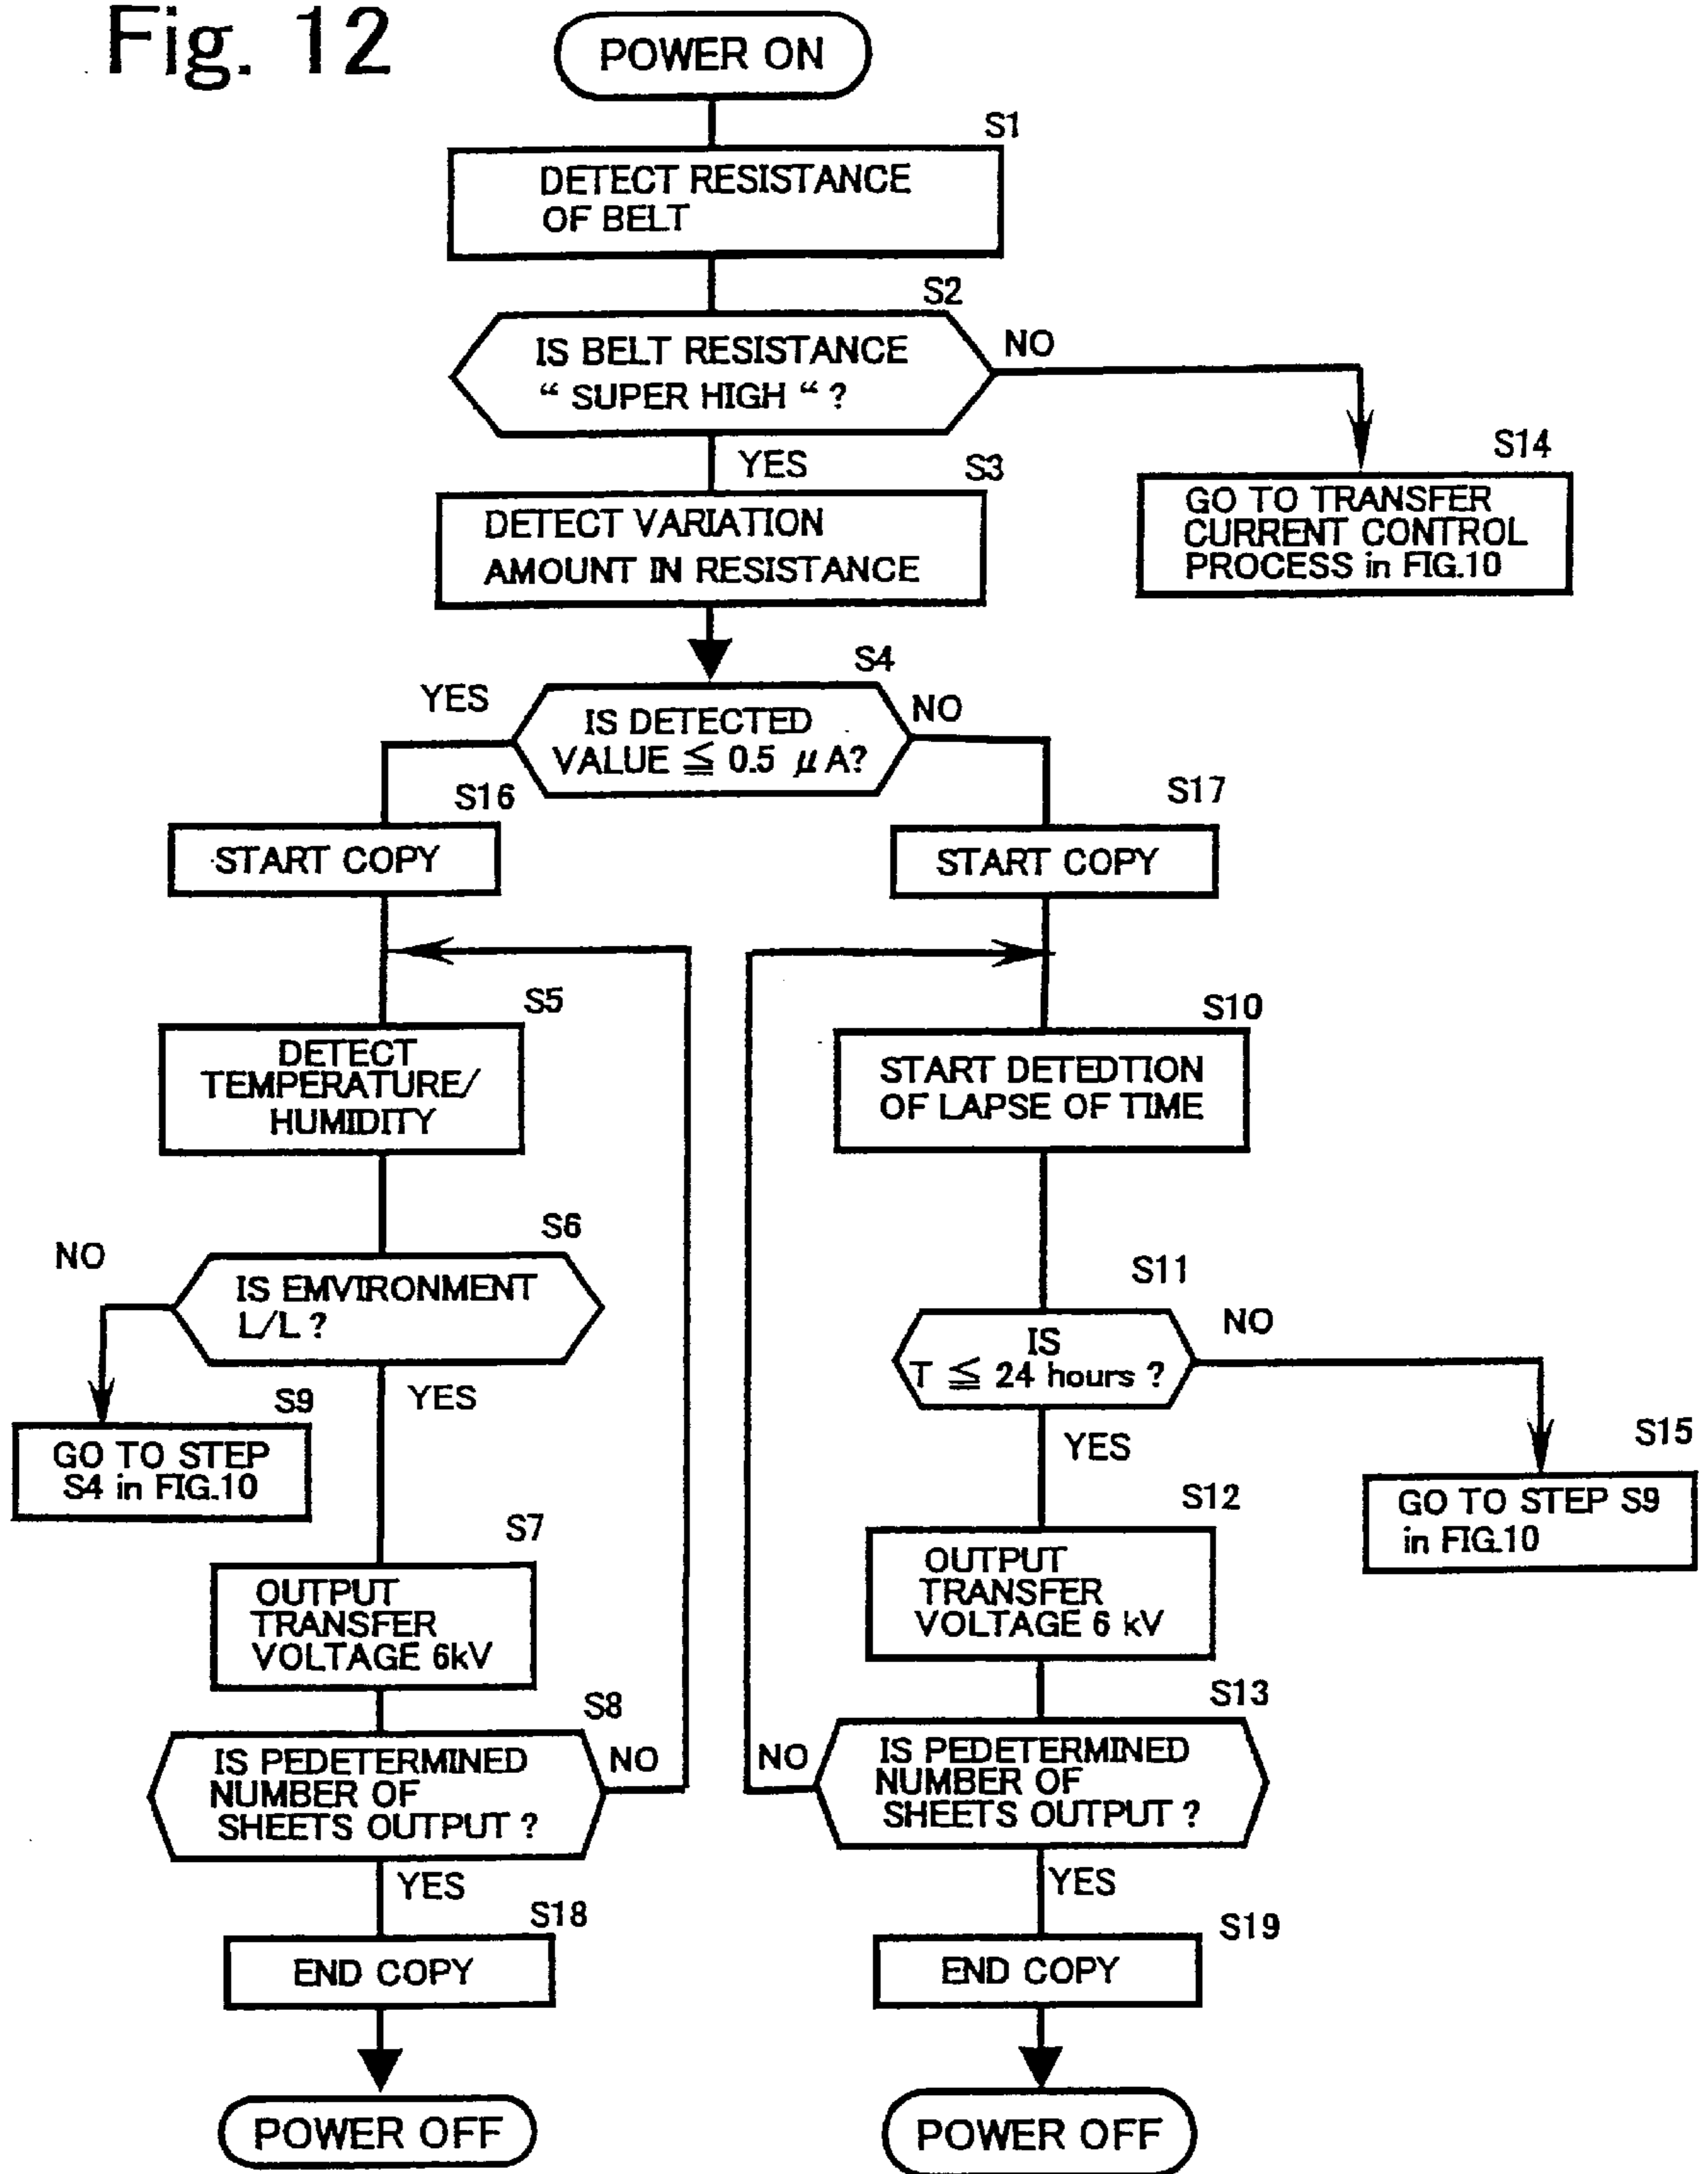 Fig. 12
POWER ON
S1
DETECT RESISTANCE
OF BELT
S2
IS BELT RESISTANCE
“ SUPER HIGH “ ?
NO
YES
S3
DETECT VARIATION
AMOUNT IN RESISTANCE
S14
GO TO TRANSFER
CURRENT CONTROL
PROCESS in FIG.10
S4
IS DETECTED
VALUE ≦ 0.5 μA?
YES
NO
S16
START COPY
S17
START COPY
S5
DETECT
TEMPERATURE/
HUMIDITY
S10
START DETEDTION
OF LAPSE OF TIME
S6
IS EMVIRONMENT
L/L ?
NO
YES
S9
GO TO STEP
S4 in FIG.10
S11
IS
T ≦ 24 hours ?
NO
YES
S15
GO TO STEP S9
in FIG.10
S7
OUTPUT
TRANSFER
VOLTAGE 6kV
S12
OUTPUT
TRANSFER
VOLTAGE 6 kV
S8
IS PEDETERMINED
NUMBER OF
SHEETS OUTPUT ?
NO
YES
S13
IS PEDETERMINED
NUMBER OF
SHEETS OUTPUT ?
NO
YES
S18
END COPY
S19
END COPY
POWER OFF
POWER OFF